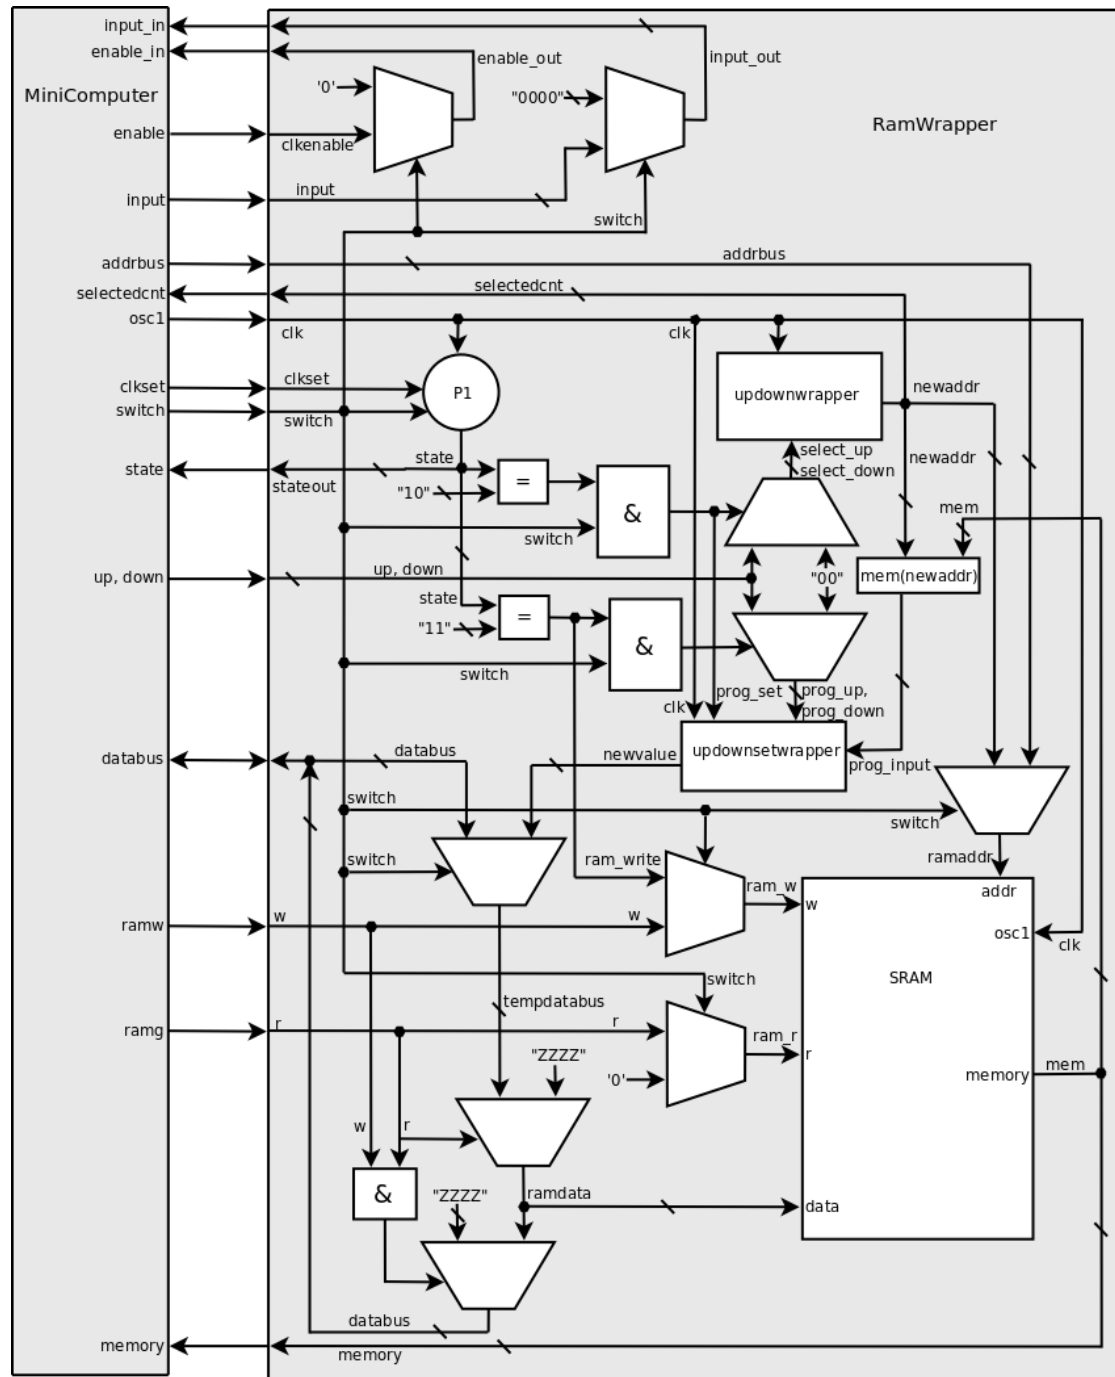 input_in
enable_in
enable_out
input_out
'0'
"0000"
MiniComputer
RamWrapper
enable
clkenable
input
input
switch
addrbus
addrbus
selectedcnt
selectedcnt
osc1
clk
clk
clkset
clkset
P1
updownwrapper
newaddr
switch
switch
select_up
select_down
newaddr
state
state
stateout
"10"
=
&
mem
switch
up, down
up, down
"00"
mem(newaddr)
state
"11"
=
&
switch
prog_set
prog_up,
prog_down
clk
databus
databus
newvalue
updownsetwrapper
prog_input
switch
switch
switch
ram_write
ramaddr
ram_w
addr
ramw
w
w
w
osc1
clk
SRAM
switch
tempdatabus
ramg
r
r
ram_r
r
"ZZZZ"
'0'
memory
mem
w
r
&
"ZZZZ"
ramdata
data
databus
memory
memory